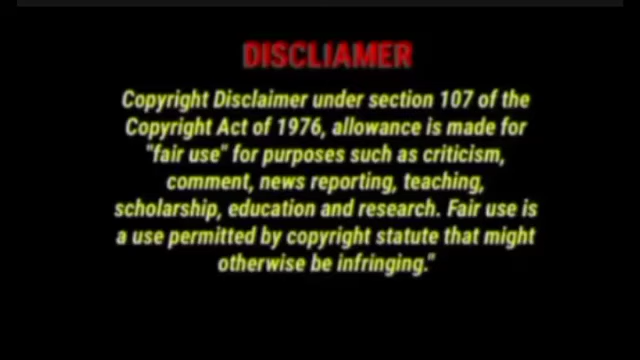 DISCLIAMER
Copyright Disclaimer under section 107 of the
Copyright Act of 1976, allowance is made for
"fair use" for purposes such as criticism,
comment, news reporting, teaching,
scholarship, education and research. Fair use is
a use permitted by copyright statute that might
otherwise be infringing."